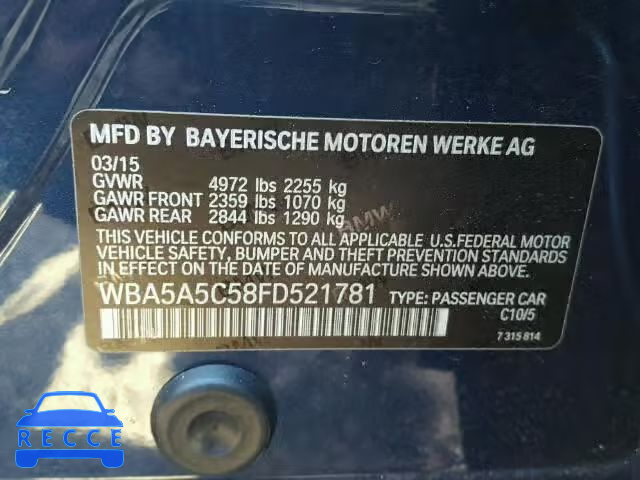 MFD BY BAYERISCHE MOTOREN WERKE AG
03/15
GVWR 4972 lbs 2255 kg
GAWR FRONT 2359 lbs 1070 kg
GAWR REAR 2844 lbs 1290 kg
THIS VEHICLE CONFORMS TO ALL APPLICABLE U.S.FEDERAL MOTOR
VEHICLE SAFETY, BUMPER, AND THEFT PREVENTION STANDARDS
IN EFFECT ON THE DATE OF MANUFACTURE SHOWN ABOVE.
WBA5A5C58FD521781 TYPE: PASSENGER CAR
C10/5
7 315 814
RECCE